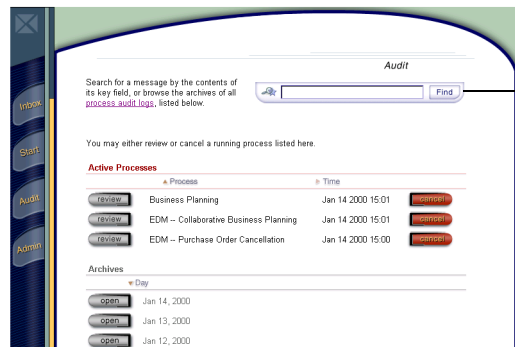 Audit
Search for a message by the contents of
its key field, or browse the archives of all
process audit logs, listed below.
Find
Inbox
Start
Audit
Admin
You may either review or cancel a running process listed here.
Active Processes
Process Time
review Business Planning Jan 14 2000 15:01 cancel
review EDM -- Collaborative Business Planning Jan 14 2000 15:01 cancel
review EDM -- Purchase Order Cancellation Jan 14 2000 15:00 cancel
Archives
Day
open Jan 14, 2000
open Jan 13, 2000
open Jan 12, 2000